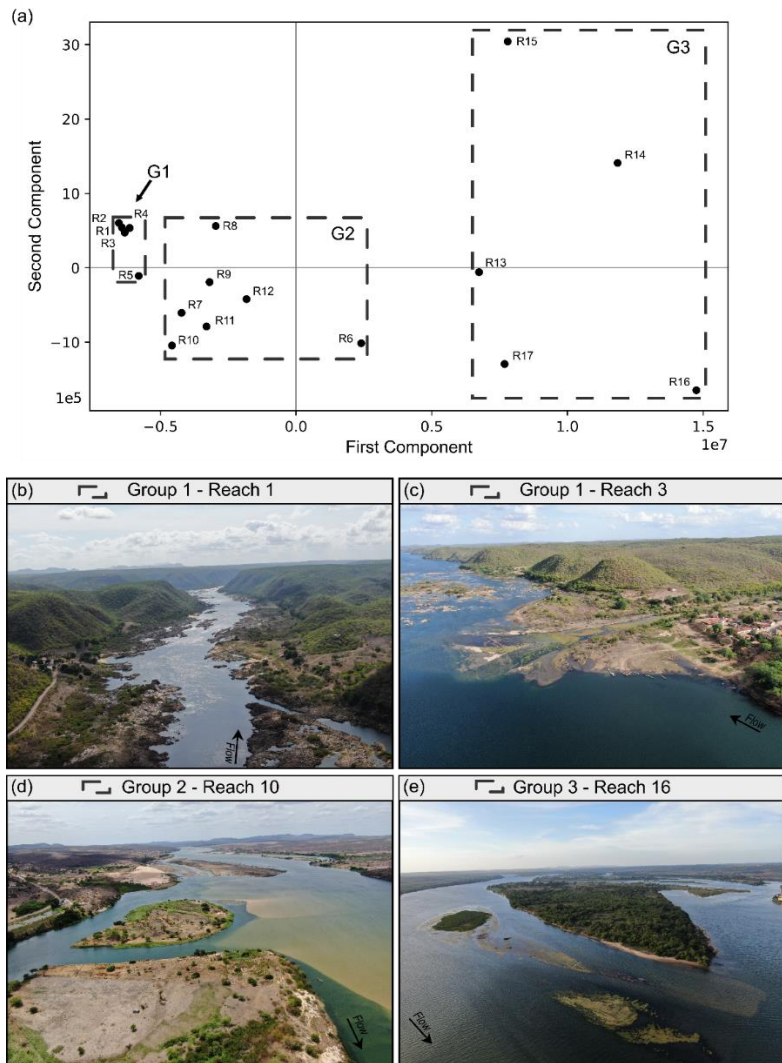 (a)
30
20
10
0
-10
1e5
Second Component
G1
G2
G3
R15
R14
R2
R4
R1
R3
R8
R5
R9
R13
R12
R7
R11
R10
R6
R17
R16
-0.5
0.0
0.5
1.0
1.5
First Component
1e7
(b) Group 1 - Reach 1
Flow
(c) Group 1 - Reach 3
Flow
(d) Group 2 - Reach 10
Flow
(e) Group 3 - Reach 16
Flow